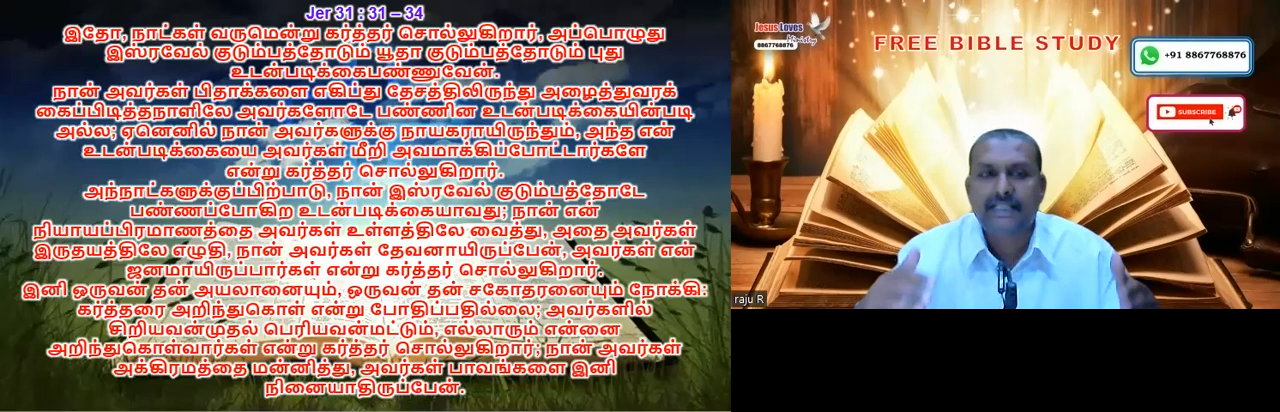 Jer 31 : 31 – 34
இதோ, நாட்கள் வருமென்று கர்த்தர் சொல்லுகிறார், அப்பொழுது
இஸ்ரவேல் குடும்பத்தோடும் யூதா குடும்பத்தோடும் புது
உடன்படிக்கைபண்ணுவேன்.
நான் அவர்கள் பிதாக்களை எகிப்து தேசத்திலிருந்து அழைத்துவரக்
கைப்பிடித்தநாளிலே அவர்களோடே பண்ணின உடன்படிக்கையின்படி
அல்ல; ஏனெனில் நான் அவர்களுக்கு நாயகராயிருந்தும், அந்த என்
உடன்படிக்கையை அவர்கள் மீறி அவமாக்கிப்போட்டார்களே
என்று கர்த்தர் சொல்லுகிறார்.
அந்நாட்களுக்குப்பிற்பாடு, நான் இஸ்ரவேல் குடும்பத்தோடே
பண்ணப்போகிற உடன்படிக்கையாவது; நான் என்
நியாயப்பிரமாணத்தை அவர்கள் உள்ளத்திலே வைத்து, அதை அவர்கள்
இருதயத்திலே எழுதி, நான் அவர்கள் தேவனாயிருப்பேன், அவர்கள் என்
ஜனமாயிருப்பார்கள் என்று கர்த்தர் சொல்லுகிறார்.
இனி ஒருவன் தன் அயலானையும், ஒருவன் தன் சகோதரனையும் நோக்கி:
கர்த்தரை அறிந்துகொள் என்று போதிப்பதில்லை; அவர்களில்
சிறியவன்முதல் பெரியவன்மட்டும், எல்லாரும் என்னை
அறிந்துகொள்வார்கள் என்று கர்த்தர் சொல்லுகிறார்; நான் அவர்கள்
அக்கிரமத்தை மன்னித்து, அவர்கள் பாவங்களை இனி
நினையாதிருப்பேன்.
Jesus Loves
Ministry
8867768876
FREE BIBLE STUDY
+91 8867768876
SUBSCRIBE
raju R